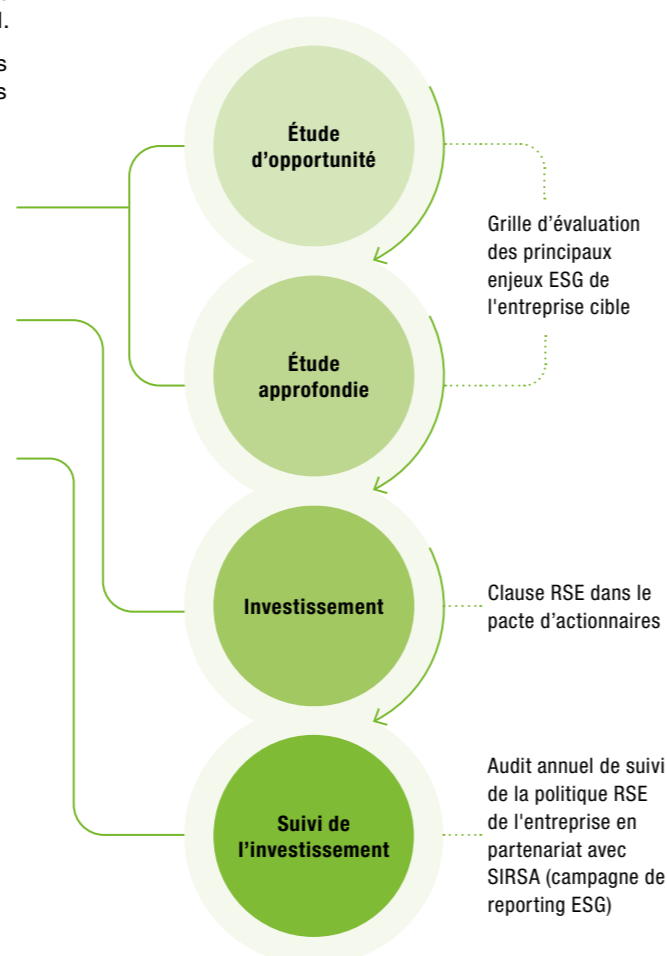 l.
s
s
Étude
d’opportunité
Grille d’évaluation
des principaux
enjeux ESG de
l'entreprise cible
Étude
approfondie
Investissement
Clause RSE dans le
pacte d’actionnaires
Suivi de
l’investissement
Audit annuel de suivi
de la politique RSE
de l'entreprise en
partenariat avec
SIRSA (campagne de
reporting ESG)